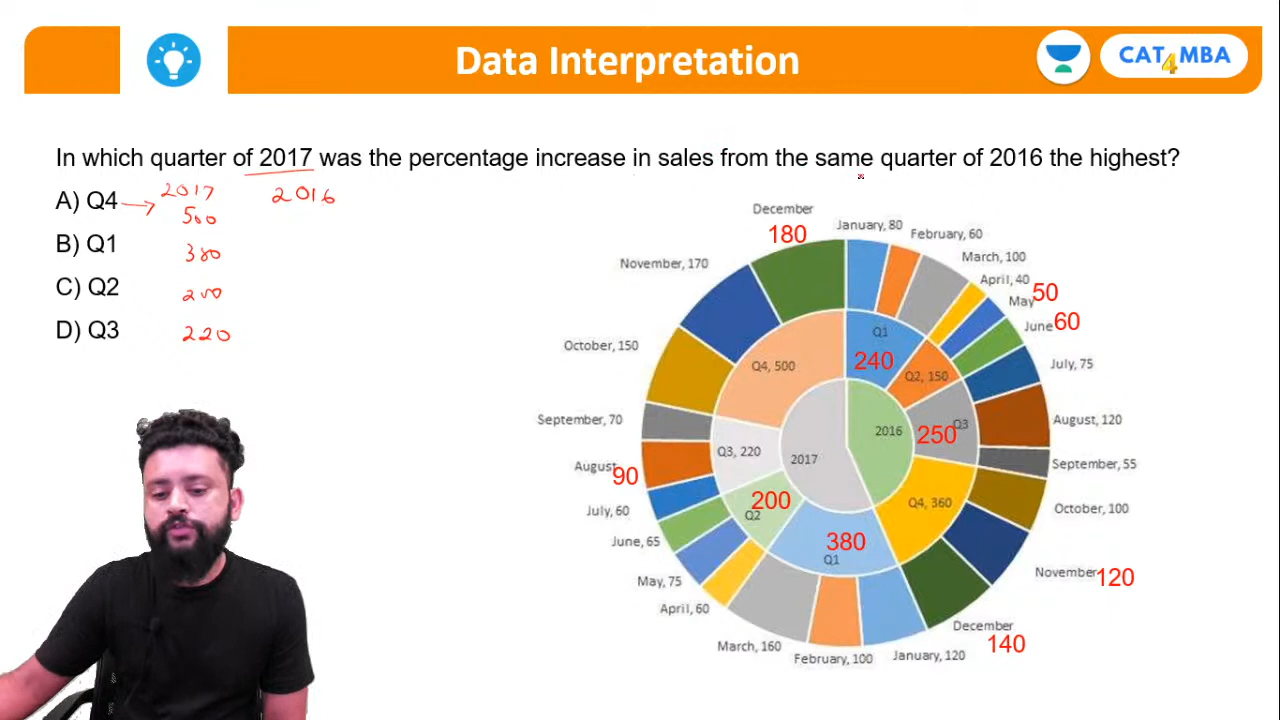 Data Interpretation
CAT4MBA
In which quarter of 2017 was the percentage increase in sales from the same quarter of 2016 the highest?
A) Q4
2017
2016
500
B) Q1
380
C) Q2
200
D) Q3
220
December
180
January, 80
February, 60
March, 100
April, 40
May
50
June
60
July, 75
August, 120
September, 55
October, 100
November
120
December
140
January, 120
February, 100
March, 160
April, 60
May, 75
June, 65
July, 60
August
90
September, 70
October, 150
November, 170
Q1
240
Q2, 150
Q3
250
Q4, 360
Q1
380
Q2
200
Q3, 220
Q4, 500
2016
2017